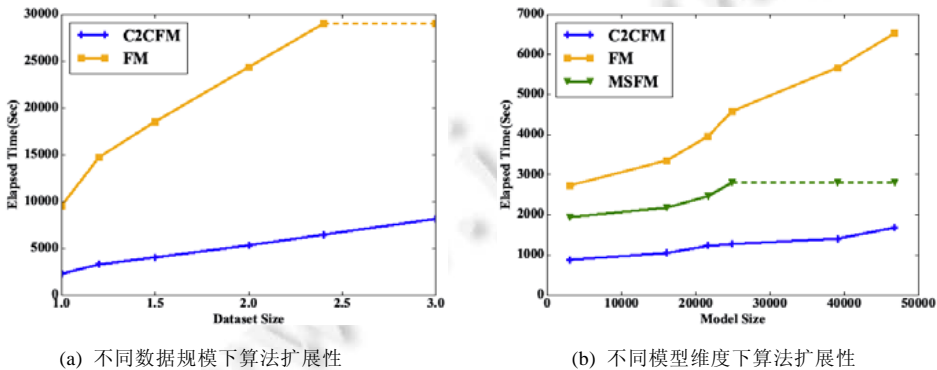 30000
25000
20000
15000
10000
5000
0
Elapsed Time(Sec)
C2CFM
FM
1.0 1.5 2.0 2.5 3.0
Dataset Size
(a) 不同数据规模下算法扩展性
7000
6000
5000
4000
3000
2000
1000
0
Elapsed Time(Sec)
C2CFM
FM
MSFM
0 10000 20000 30000 40000 50000
Model Size
(b) 不同模型维度下算法扩展性